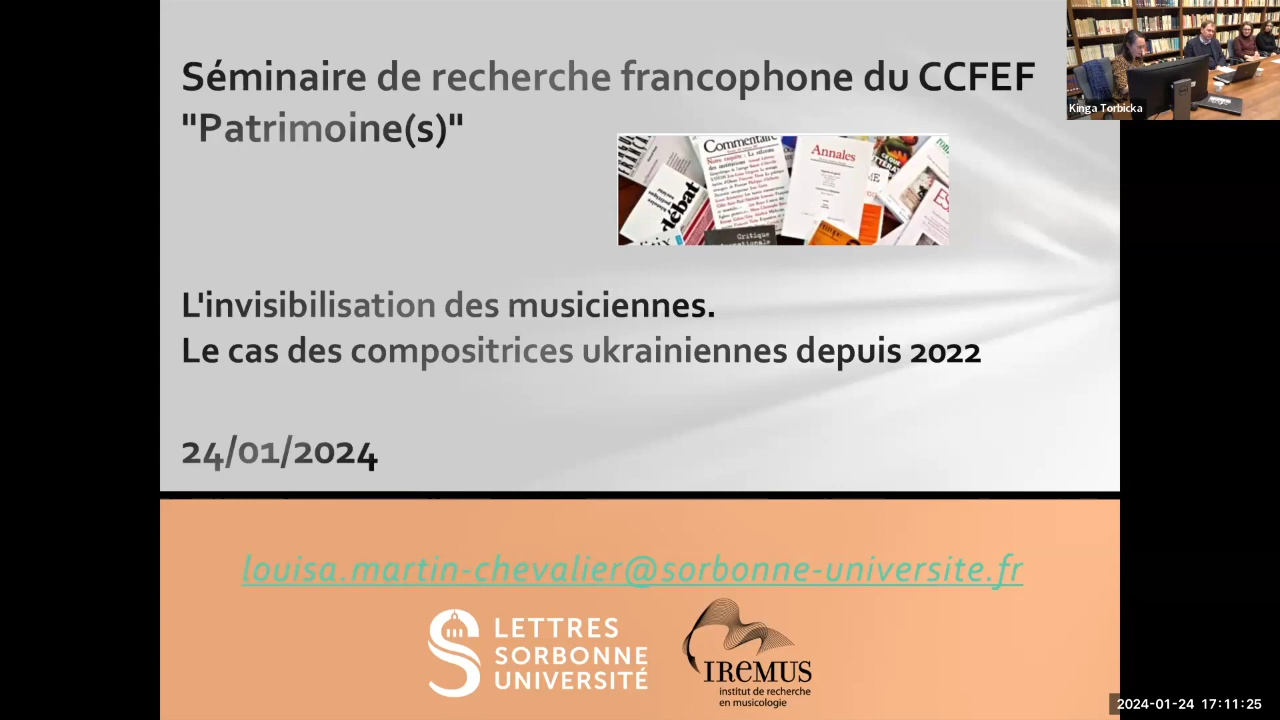 Séminaire de recherche francophone du CCFEF
"Patrimoine(s)"
Kinga Torbicka
Commentaire
Annales
débat
Critique
L'invisibilisation des musiciennes.
Le cas des compositrices ukrainiennes depuis 2022
24/01/2024
louisa.martin-chevalier@sorbonne-universite.fr
LETTRES
SORBONNE
UNIVERSITÉ
IREMUS
institut de recherche
en musicologie
2024-01-24 17:11:25